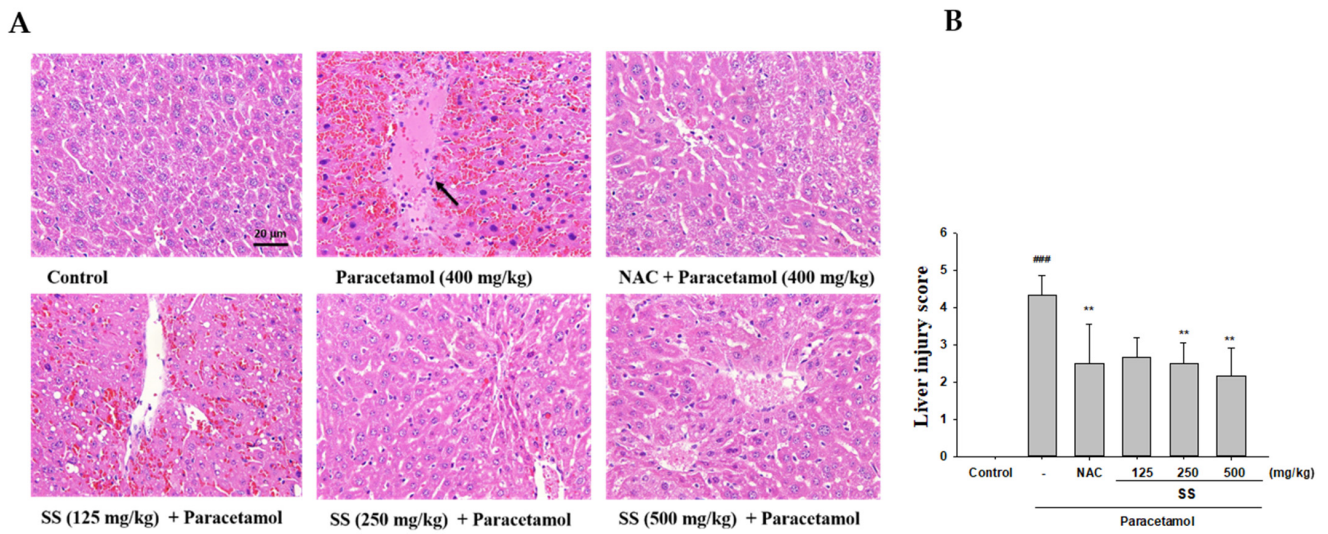 A
B
20 μm
Control
Paracetamol (400 mg/kg)
NAC + Paracetamol (400 mg/kg)
SS (125 mg/kg) + Paracetamol
SS (250 mg/kg) + Paracetamol
SS (500 mg/kg) + Paracetamol
Liver injury score
6
5
4
3
2
1
0
###
**
**
**
Control - NAC 125 250 500 (mg/kg)
SS
Paracetamol